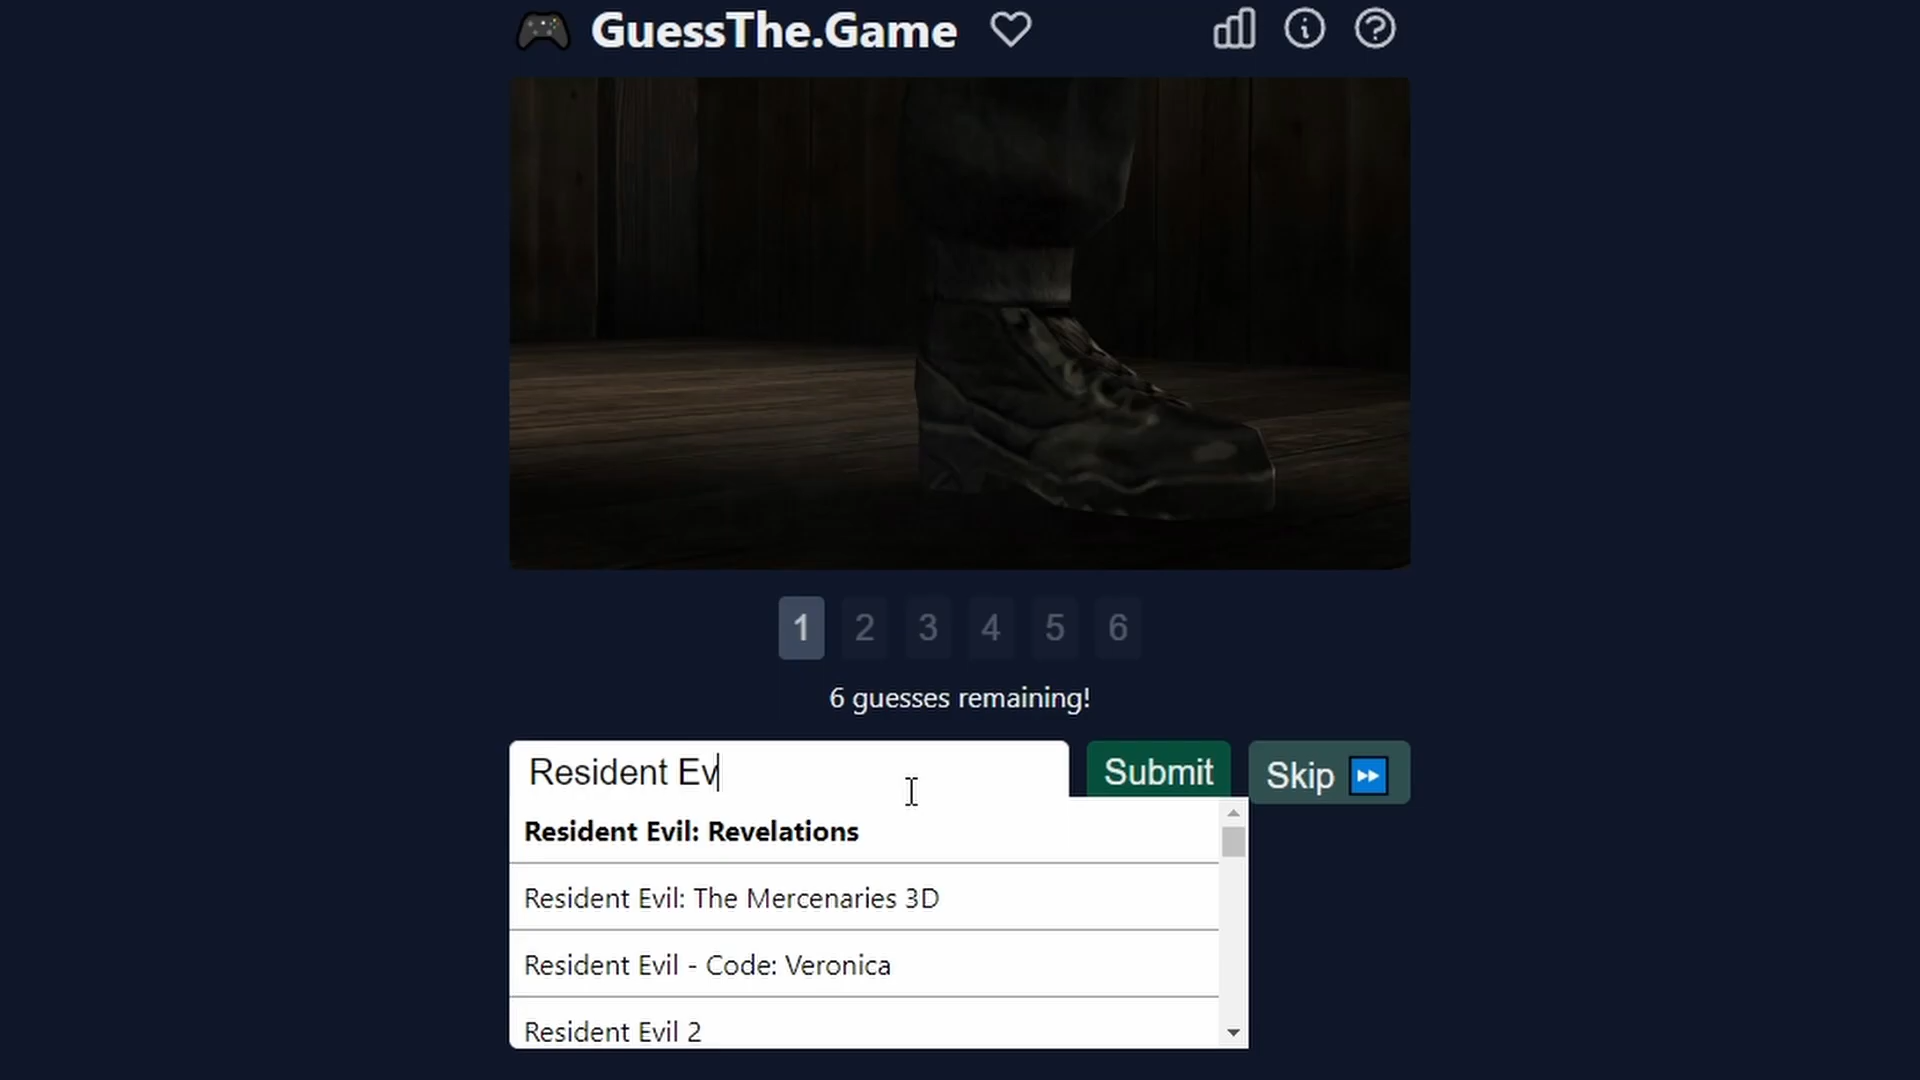 GuessThe.Game
1 2 3 4 5 6
6 guesses remaining!
Resident Ev
Submit
Skip
Resident Evil: Revelations
Resident Evil: The Mercenaries 3D
Resident Evil - Code: Veronica
Resident Evil 2